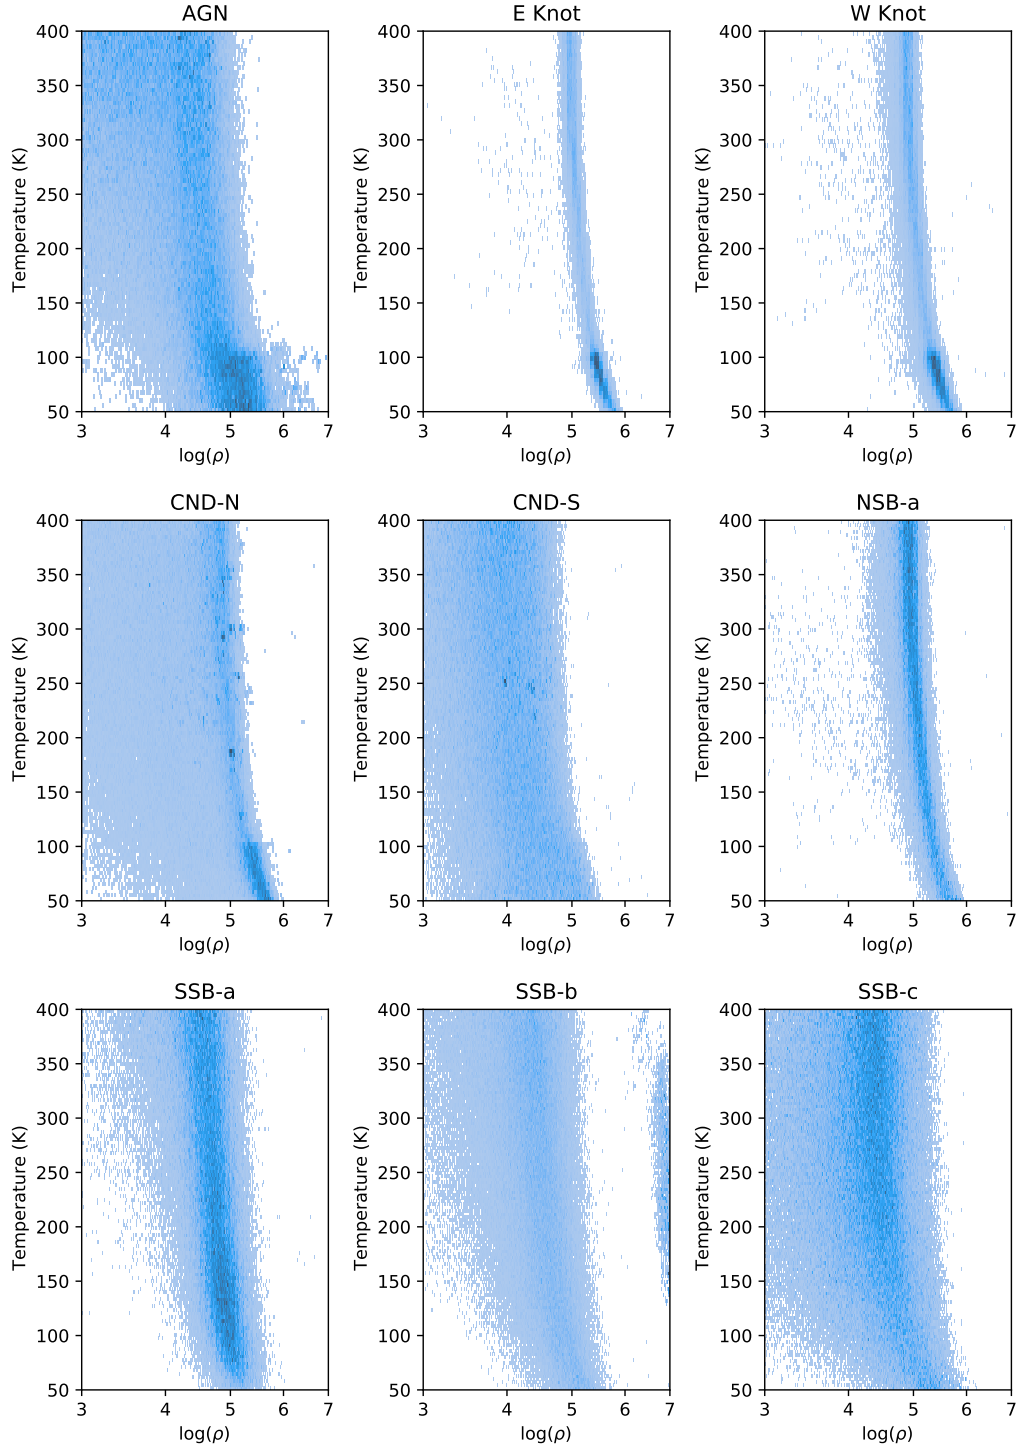 AGN E Knot W Knot
400 400 400
350 350 350
300 300 300
250 250 250
200 200 200
150 150 150
100 100 100
50 50 50
Temperature (K) Temperature (K) Temperature (K)
3 4 5 6 7 3 4 5 6 7 3 4 5 6 7
log(ρ) log(ρ) log(ρ)
CND-N CND-S NSB-a
400 400 400
350 350 350
300 300 300
250 250 250
200 200 200
150 150 150
100 100 100
50 50 50
Temperature (K) Temperature (K) Temperature (K)
3 4 5 6 7 3 4 5 6 7 3 4 5 6 7
log(ρ) log(ρ) log(ρ)
SSB-a SSB-b SSB-c
400 400 400
350 350 350
300 300 300
250 250 250
200 200 200
150 150 150
100 100 100
50 50 50
Temperature (K) Temperature (K) Temperature (K)
3 4 5 6 7 3 4 5 6 7 3 4 5 6 7
log(ρ) log(ρ) log(ρ)